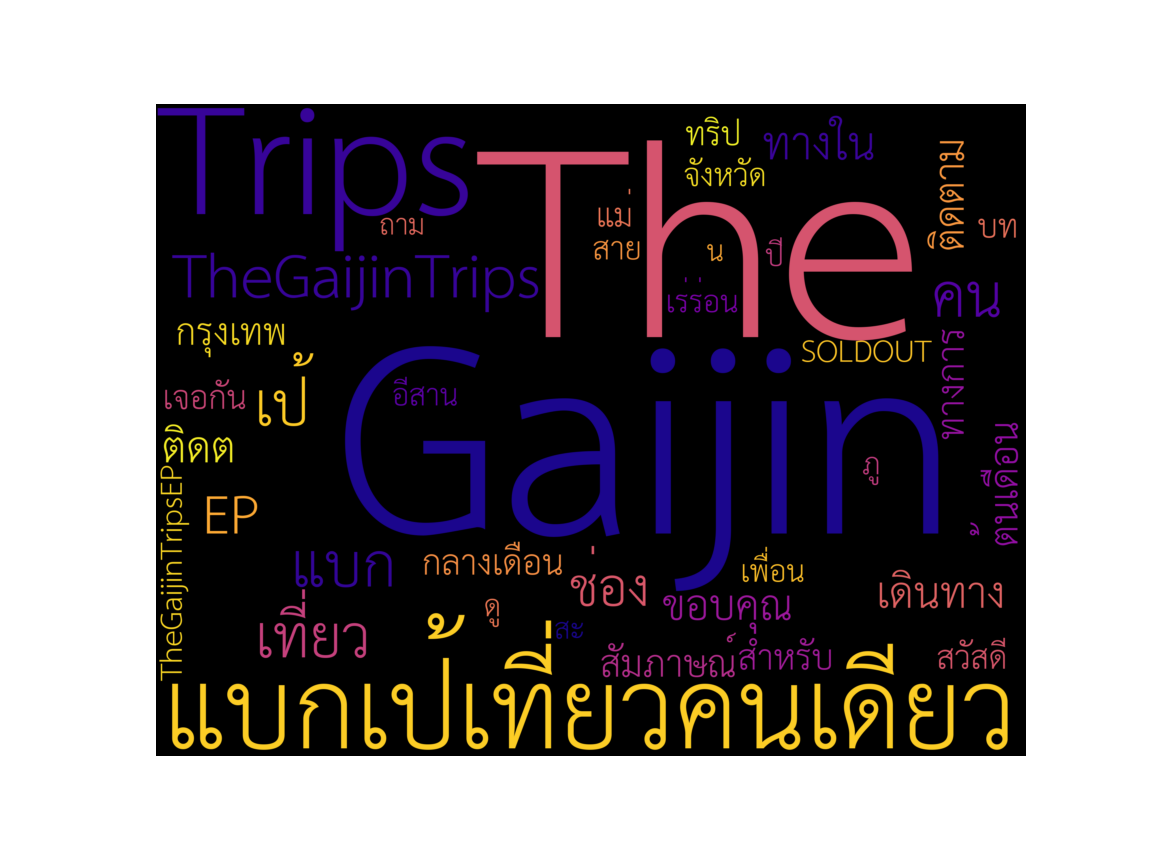 Trips
The
ทริป
ทางใน
จังหวัด
ติดตาม
ถาม
แม่
สาย
น
ปี
บท
TheGaijinTrips
เร่ร่อน
คน
กรุงเทพ
SOLDOUT
ทางการ
เจอกัน
เป้
อีสาน
Gaijin
ติดต
ภู
ต้นเดือน
TheGaijinTripsEP
EP
แบก
กลางเดือน
ช่อง
เพื่อน
เดินทาง
เที่ยว
ดู
สะ
ขอบคุณ
สัมภาษณ์
สำหรับ
สวัสดี
แบกเป้เที่ยวคนเดียว